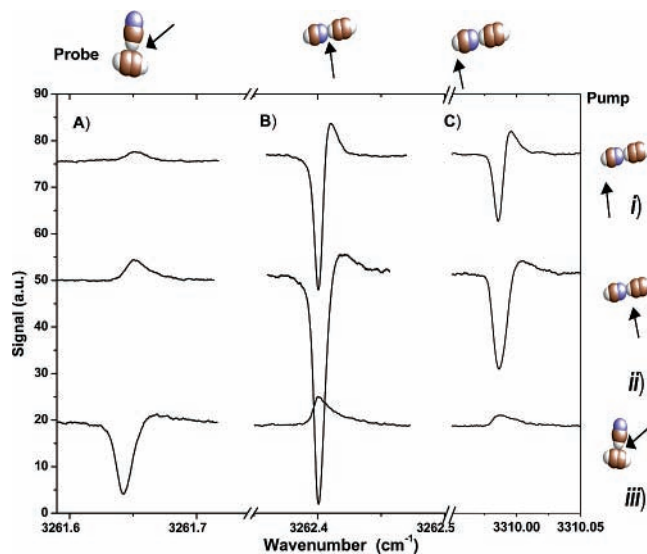 Probe
Pump
A)
B)
C)
i)
ii)
iii)
Signal (a.u.)
90
80
70
60
50
40
30
20
10
0
3261.6
3261.7
3262.4
3262.5
3310.00
3310.05
Wavenumber (cm⁻¹)